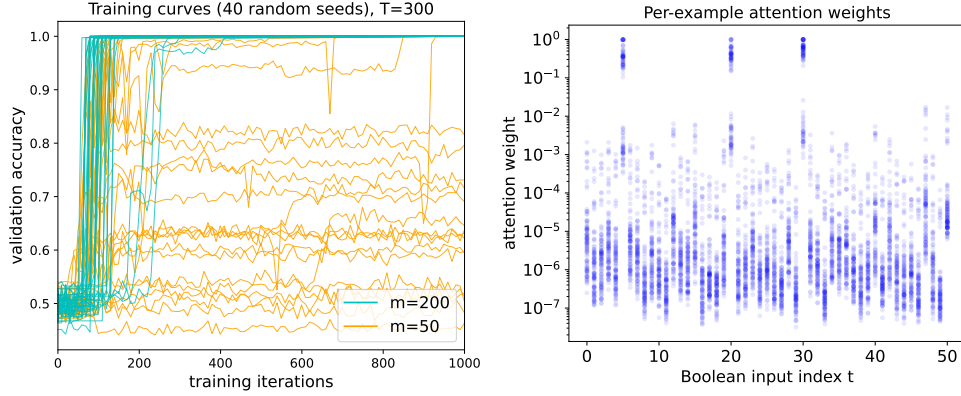 Training curves (40 random seeds), T=300
validation accuracy
1.0
0.9
0.8
0.7
0.6
0.5
m=200
m=50
0 200 400 600 800 1000
training iterations
Per-example attention weights
attention weight
10⁰
10⁻¹
10⁻²
10⁻³
10⁻⁴
10⁻⁵
10⁻⁶
10⁻⁷
0 10 20 30 40 50
Boolean input index t